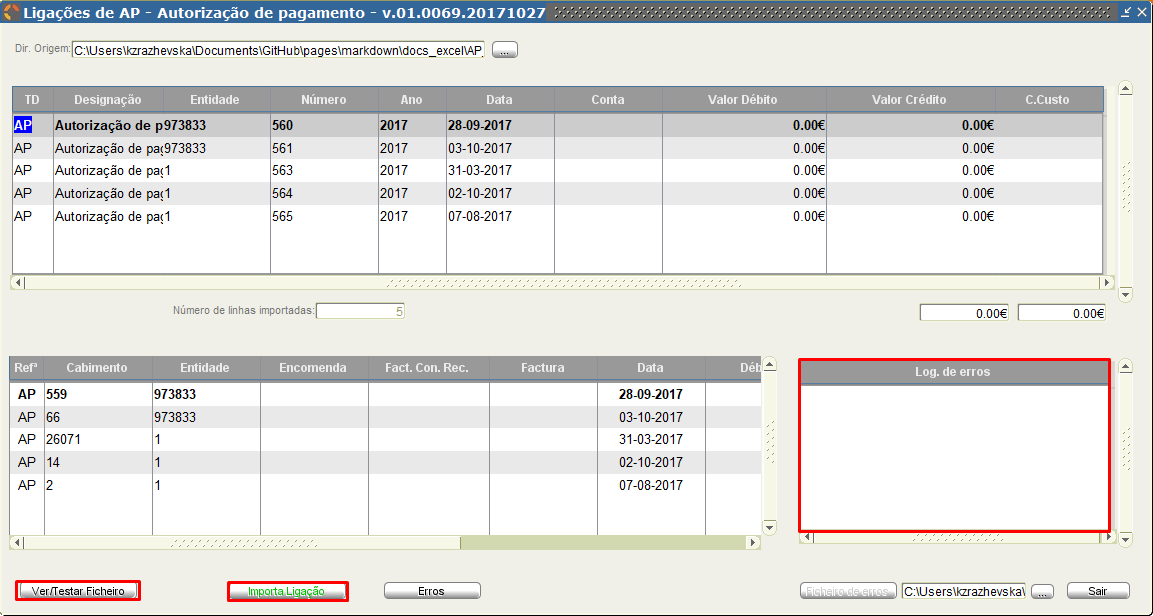 Ligações de AP - Autorização de pagamento - v.01.0069.20171027
Dir. Origem: C:\Users\kzrazhevska\Documents\GitHub\pages\markdown\docs_excel\AP_ ...
TD Designação Entidade Número Ano Data Conta Valor Débito Valor Crédito C.Custo
AP Autorização de p 973833 560 2017 28-09-2017 0.00€ 0.00€
AP Autorização de pag 973833 561 2017 03-10-2017 0.00€ 0.00€
AP Autorização de pag 1 563 2017 31-03-2017 0.00€ 0.00€
AP Autorização de pag 1 564 2017 02-10-2017 0.00€ 0.00€
AP Autorização de pag 1 565 2017 07-08-2017 0.00€ 0.00€
Número de linhas importadas: 5 0.00€ 0.00€
Refª Cabimento Entidade Encomenda Fact. Con. Rec. Factura Data Déb
AP 559 973833 28-09-2017
AP 66 973833 03-10-2017
AP 26071 1 31-03-2017
AP 14 1 02-10-2017
AP 2 1 07-08-2017
Log. de erros
Ver/Testar Ficheiro Importa Ligação Erros Ficheiro de erros C:\Users\kzrazhevska\ ... Sair